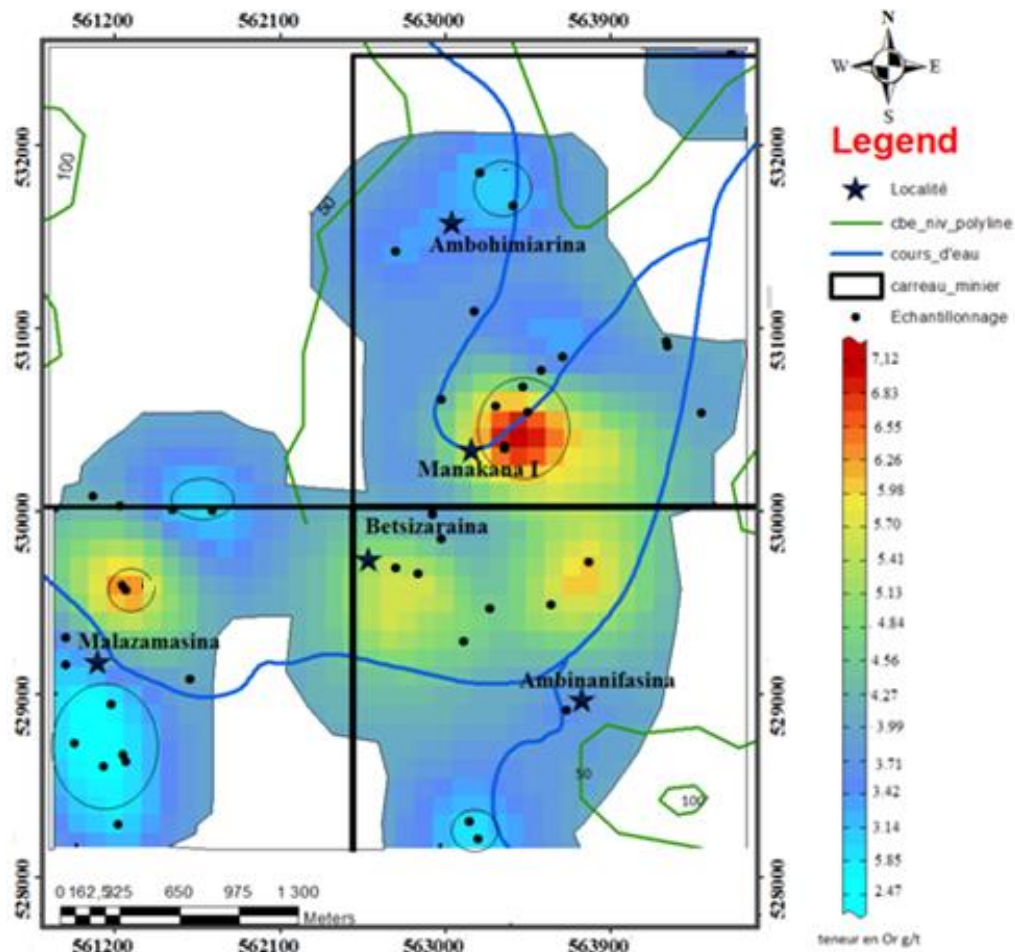 561200 562100 563000 563900
N
W E
S
Legend
Localité
cbe_niv_polyline
cours_d'eau
carreau_minier
Echantillonnage
7,12
6.83
6.55
6.26
5.98
5.70
5.41
5.13
4.84
4.56
4.27
3.99
3.71
3.42
3.14
5.85
2.47
teneur en Or g/t
532000 532000
531000 531000
530000 530000
529000 529000
528000 528000
100
50
Ambohimiarina
Manakana I
Betsizaraina
Malazamasina
Ambinanifasina
50
100
0 162,5 325 650 975 1 300
Meters
561200 562100 563000 563900